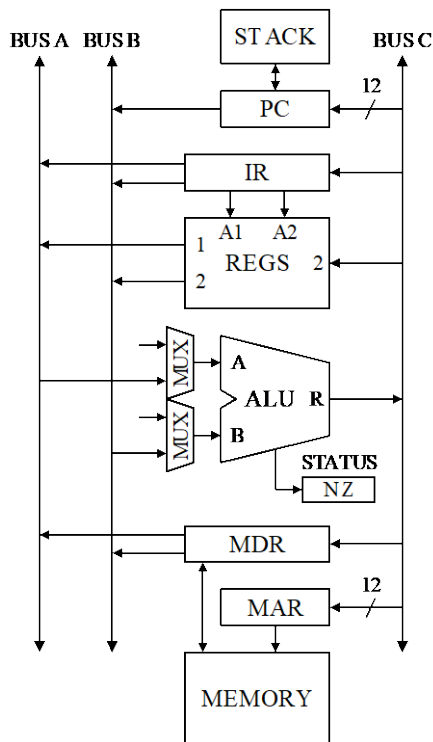 BUS A BUS B STACK BUS C
12
PC
IR
A1 A2
1
REGS 2
2
MUX A
ALU R
MUX B
STATUS
NZ
MDR
12
MAR
MEMORY